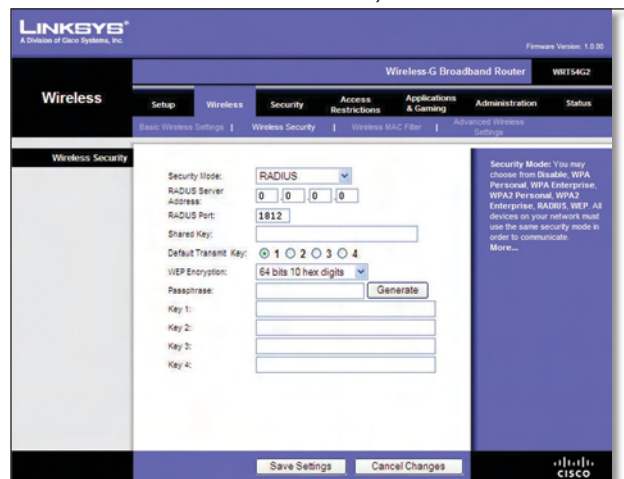 LINKSYS®
A Division of Cisco Systems, Inc.
Firmware Version: 1.0.00
Wireless-G Broadband Router WRT54G2
Wireless
Setup Wireless Security Access Restrictions Applications & Gaming Administration Status
Basic Wireless Settings | Wireless Security | Wireless MAC Filter | Advanced Wireless Settings
Wireless Security
Security Mode: RADIUS
RADIUS Server Address: 0 . 0 . 0 . 0
RADIUS Port: 1812
Shared Key:
Default Transmit Key: 1 2 3 4
WEP Encryption: 64 bits 10 hex digits
Passphrase: Generate
Key 1:
Key 2:
Key 3:
Key 4:
Security Mode: You may
choose from Disable, WPA
Personal, WPA Enterprise,
WPA2 Personal, WPA2
Enterprise, RADIUS, WEP. All
devices on your network must
use the same security mode in
order to communicate.
More...
Save Settings Cancel Changes
CISCO